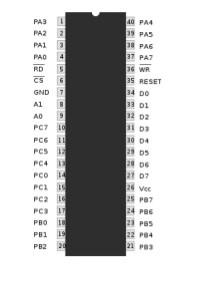 PA3 1 40 PA4
PA2 2 39 PA5
PA1 3 38 PA6
PA0 4 37 PA7
RD 5 36 WR
CS 6 35 RESET
GND 7 34 D0
A1 8 33 D1
A0 9 32 D2
PC7 10 31 D3
PC6 11 30 D4
PC5 12 29 D5
PC4 13 28 D6
PC0 14 27 D7
PC1 15 26 Vcc
PC2 16 25 PB7
PC3 17 24 PB6
PB0 18 23 PB5
PB1 19 22 PB4
PB2 20 21 PB3